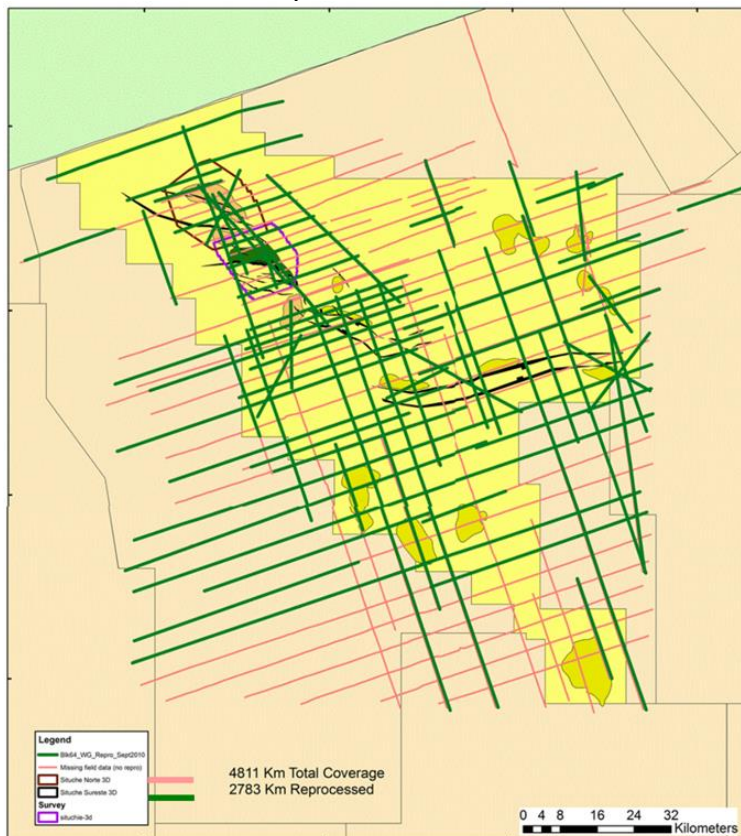 Legend
Blk64_WG_Repro_Sept2010
Missing field data (no repro)
Situche Norte 3D
Situche Sureste 3D
Survey
situchie-3d
4811 Km Total Coverage
2783 Km Reprocessed
0 4 8 16 24 32
Kilometers